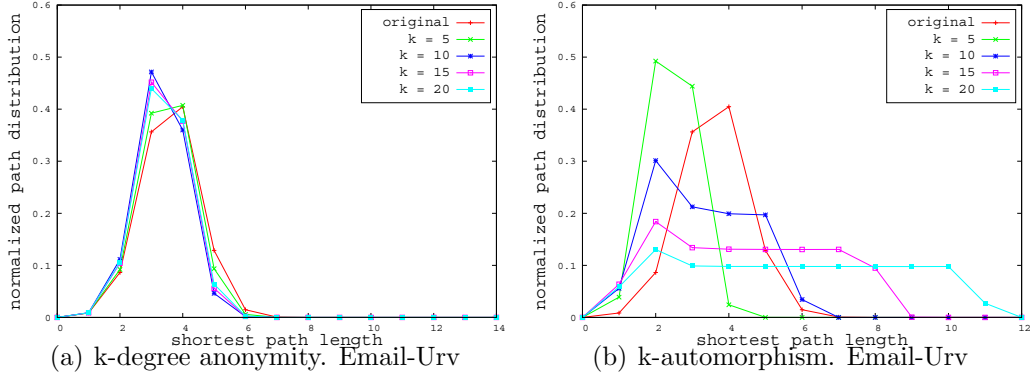 normalized path distribution
0.6
0.5
0.4
0.3
0.2
0.1
0
original
k = 5
k = 10
k = 15
k = 20
0 2 4 6 8 10 12 14
shortest path length
(a) k-degree anonymity. Email-Urv
normalized path distribution
0.6
0.5
0.4
0.3
0.2
0.1
0
original
k = 5
k = 10
k = 15
k = 20
0 2 4 6 8 10 12
shortest path length
(b) k-automorphism. Email-Urv